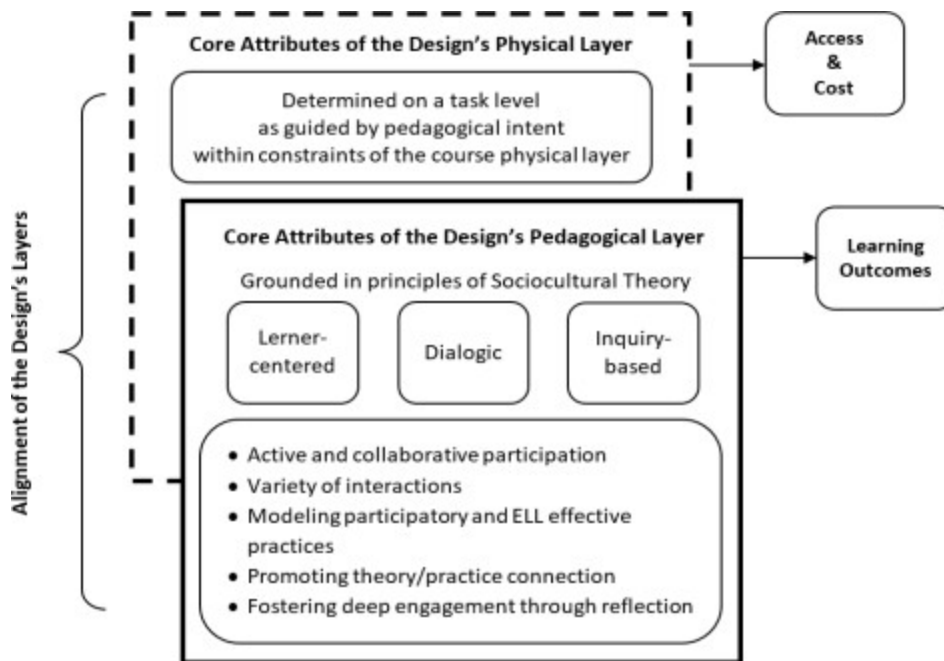 Core Attributes of the Design's Physical Layer
Determined on a task level
as guided by pedagogical intent
within constraints of the course physical layer
Access
&
Cost
Alignment of the Design's Layers
Core Attributes of the Design's Pedagogical Layer
Grounded in principles of Sociocultural Theory
Lerner-
centered
Dialogic
Inquiry-
based
Learning
Outcomes
• Active and collaborative participation
• Variety of interactions
• Modeling participatory and ELL effective
practices
• Promoting theory/practice connection
• Fostering deep engagement through reflection